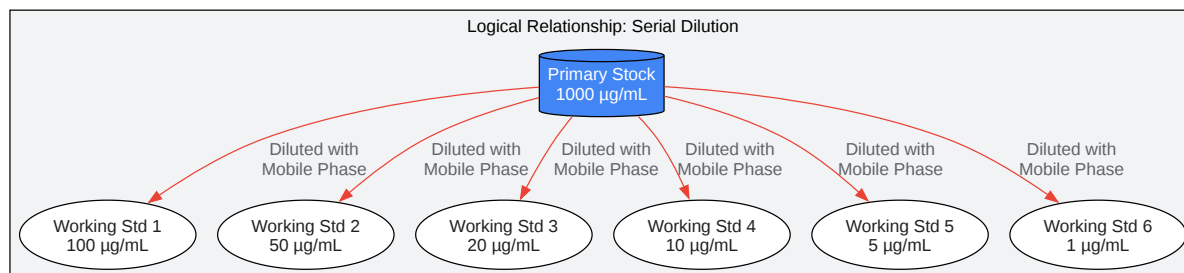 Logical Relationship: Serial Dilution
Primary Stock
1000 µg/mL
Diluted with
Mobile Phase
Diluted with
Mobile Phase
Diluted with
Mobile Phase
Diluted with
Mobile Phase
Diluted with
Mobile Phase
Diluted with
Mobile Phase
Working Std 1
100 µg/mL
Working Std 2
50 µg/mL
Working Std 3
20 µg/mL
Working Std 4
10 µg/mL
Working Std 5
5 µg/mL
Working Std 6
1 µg/mL